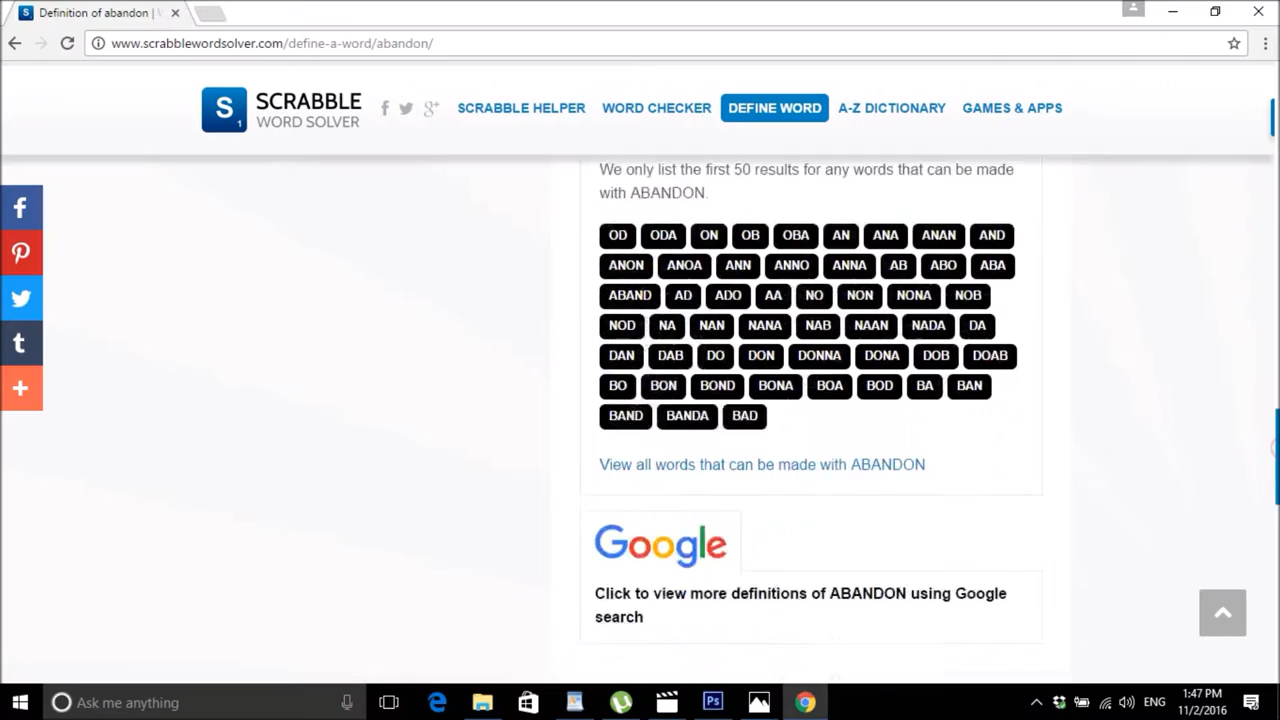 Definition of abandon |
www.scrabblewordsolver.com/define-a-word/abandon/
S1 SCRABBLE WORD SOLVER
SCRABBLE HELPER WORD CHECKER DEFINE WORD A-Z DICTIONARY GAMES & APPS
We only list the first 50 results for any words that can be made
with ABANDON.
OD ODA ON OB OBA AN ANA ANAN AND
ANON ANOA ANN ANNO ANNA AB ABO ABA
ABAND AD ADO AA NO NON NONA NOB
NOD NA NAN NANA NAB NAAN NADA DA
DAN DAB DO DON DONNA DONA DOB DOAB
BO BON BOND BONA BOA BOD BA BAN
BAND BANDA BAD
View all words that can be made with ABANDON
Google
Click to view more definitions of ABANDON using Google
search
Ask me anything
Ps
ENG
1:47 PM
11/2/2016